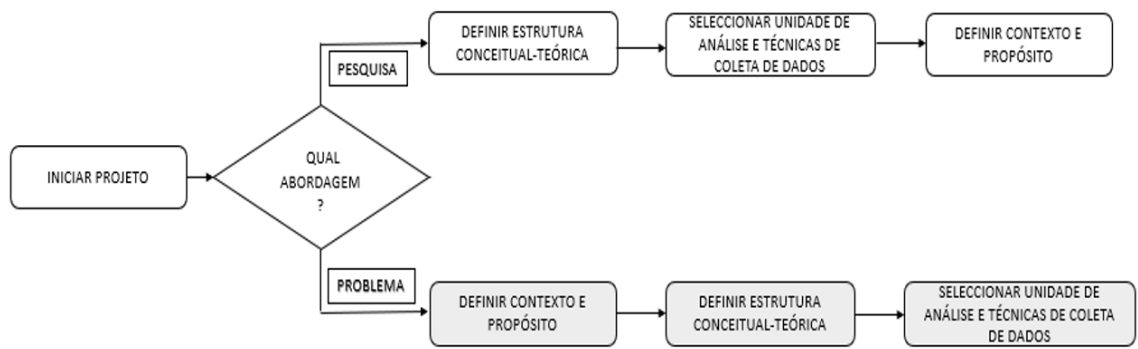 INICIAR PROJETO
QUAL
ABORDAGEM
?
PESQUISA
DEFINIR ESTRUTURA
CONCEITUAL-TEÓRICA
SELECCIONAR UNIDADE DE
ANÁLISE E TÉCNICAS DE
COLETA DE DADOS
DEFINIR CONTEXTO E
PROPÓSITO
PROBLEMA
DEFINIR CONTEXTO E
PROPÓSITO
DEFINIR ESTRUTURA
CONCEITUAL-TEÓRICA
SELECCIONAR UNIDADE DE
ANÁLISE E TÉCNICAS DE COLETA
DE DADOS